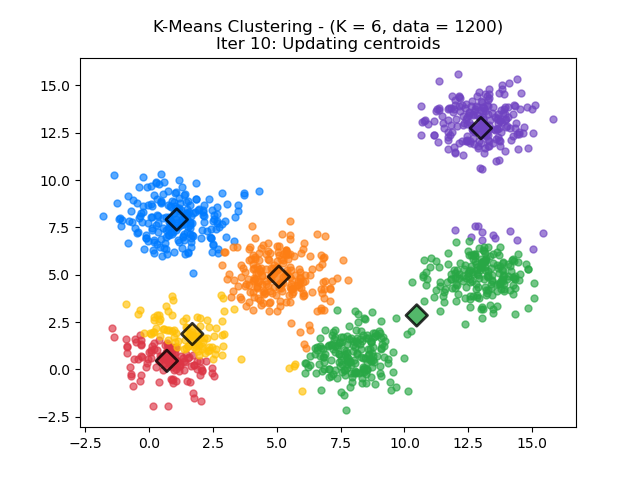 K-Means Clustering - (K = 6, data = 1200)
Iter 10: Updating centroids
15.0
12.5
10.0
7.5
5.0
2.5
0.0
−2.5
−2.5 0.0 2.5 5.0 7.5 10.0 12.5 15.0